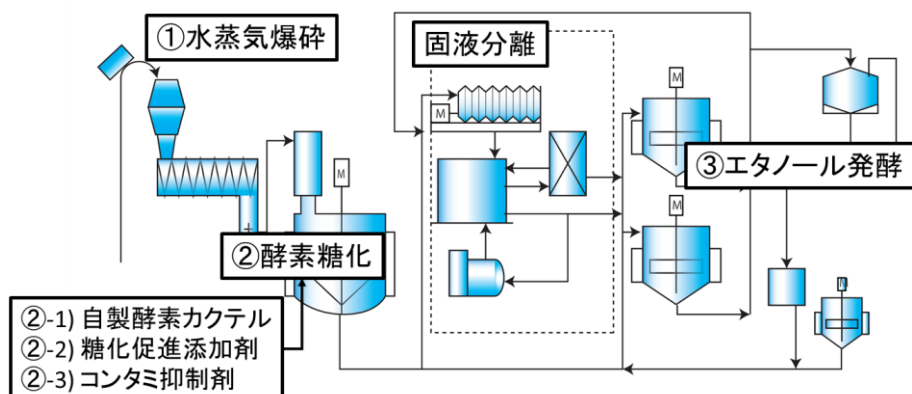 ①水蒸気爆砕
固液分離
M
M
M
③エタノール発酵
M
②酵素糖化
M
M
②-1) 自製酵素カクテル
②-2) 糖化促進添加剤
②-3) コンタミ抑制剤